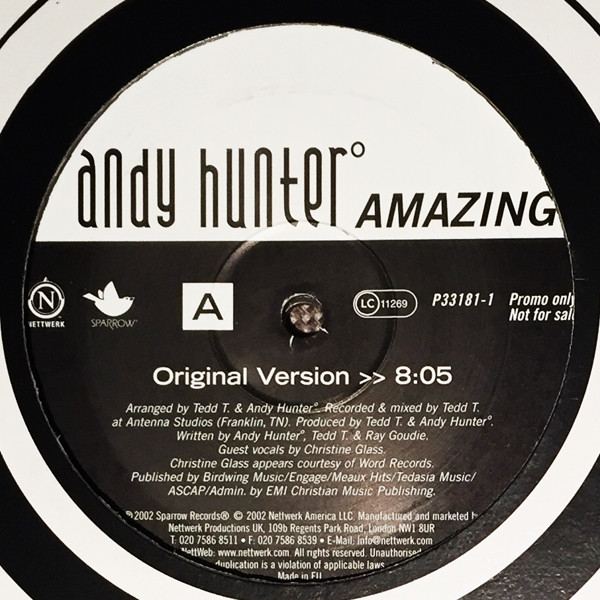 andy hunter°
AMAZING
N
NETTWERK
SPARROW™
A
LC 11269
P33181-1
Promo only
Not for sale
Original Version >> 8:05
Arranged by Tedd T. & Andy Hunter°. Recorded & mixed by Tedd T.
at Antenna Studios (Franklin, TN). Produced by Tedd T. & Andy Hunter°.
Written by Andy Hunter°, Tedd T. & Ray Goudie.
Guest vocals by Christine Glass.
Christine Glass appears courtesy of Word Records.
Published by Birdwing Music/Engage/Meaux Hits/Tedasia Music/
ASCAP/Admin. by EMI Christian Music Publishing.
℗ 2002 Sparrow Records® © 2002 Nettwerk America LLC. Manufactured and marketed by
Nettwerk Productions UK, 109b Regents Park Road, London NW1 8UR
T: 020 7586 8511 • F: 020 7586 8539 • E-Mail: info@nettwerk.com
NettWeb: www.nettwerk.com. All rights reserved. Unauthorised
duplication is a violation of applicable laws
Made in EU